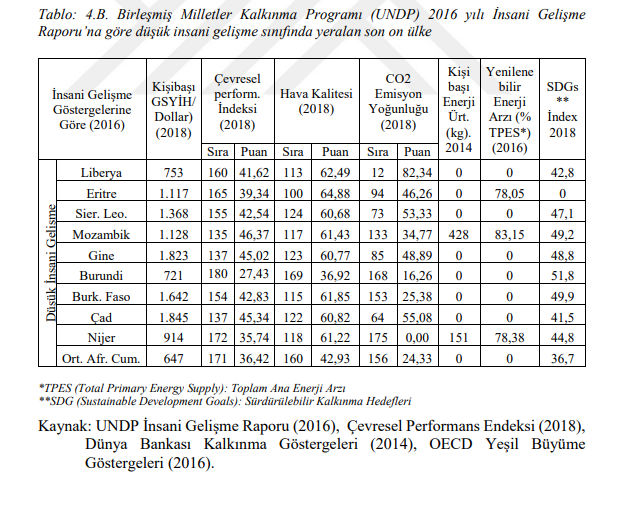 Tablo: 4.B. Birleşmiş Milletler Kalkınma Programı (UNDP) 2016 yılı İnsani Gelişme
Raporu’na göre düşük insani gelişme sınıfında yeralan son on ülke
İnsani Gelişme Göstergelerine Göre (2016) Kişibaşı GSYİH/ Dollar) (2018) Çevresel perform. İndeksi (2018) Hava Kalitesi (2018) CO2 Emisyon Yoğunluğu (2018) Kişi başı Enerji Ürt. (kg). 2014 Yenilene bilir Enerji Arzı (% TPES*) (2016) SDGs ** İndex 2018
Sıra Puan Sıra Puan Sıra Puan
Düşük İnsani Gelişme
Liberya 753 160 41,62 113 62,49 12 82,34 0 0 42,8
Eritre 1.117 165 39,34 100 64,88 94 46,26 0 78,05 0
Sier. Leo. 1.368 155 42,54 124 60,68 73 53,33 0 0 47,1
Mozambik 1.128 135 46,37 117 61,43 133 34,77 428 83,15 49,2
Gine 1.823 137 45,02 123 60,77 85 48,89 0 0 48,8
Burundi 721 180 27,43 169 36,92 168 16,26 0 0 51,8
Burk. Faso 1.642 154 42,83 115 61,85 153 25,38 0 0 49,9
Çad 1.845 137 45,34 122 60,82 64 55,08 0 0 41,5
Nijer 914 172 35,74 118 61,22 175 0,00 151 78,38 44,8
Ort. Afr. Cum. 647 171 36,42 160 42,93 156 24,33 0 0 36,7
*TPES (Total Primary Energy Supply): Toplam Ana Enerji Arzı
**SDG (Sustainable Development Goals): Sürdürülebilir Kalkınma Hedefleri
Kaynak: UNDP İnsani Gelişme Raporu (2016), Çevresel Performans Endeksi (2018),
Dünya Bankası Kalkınma Göstergeleri (2014), OECD Yeşil Büyüme
Göstergeleri (2016).